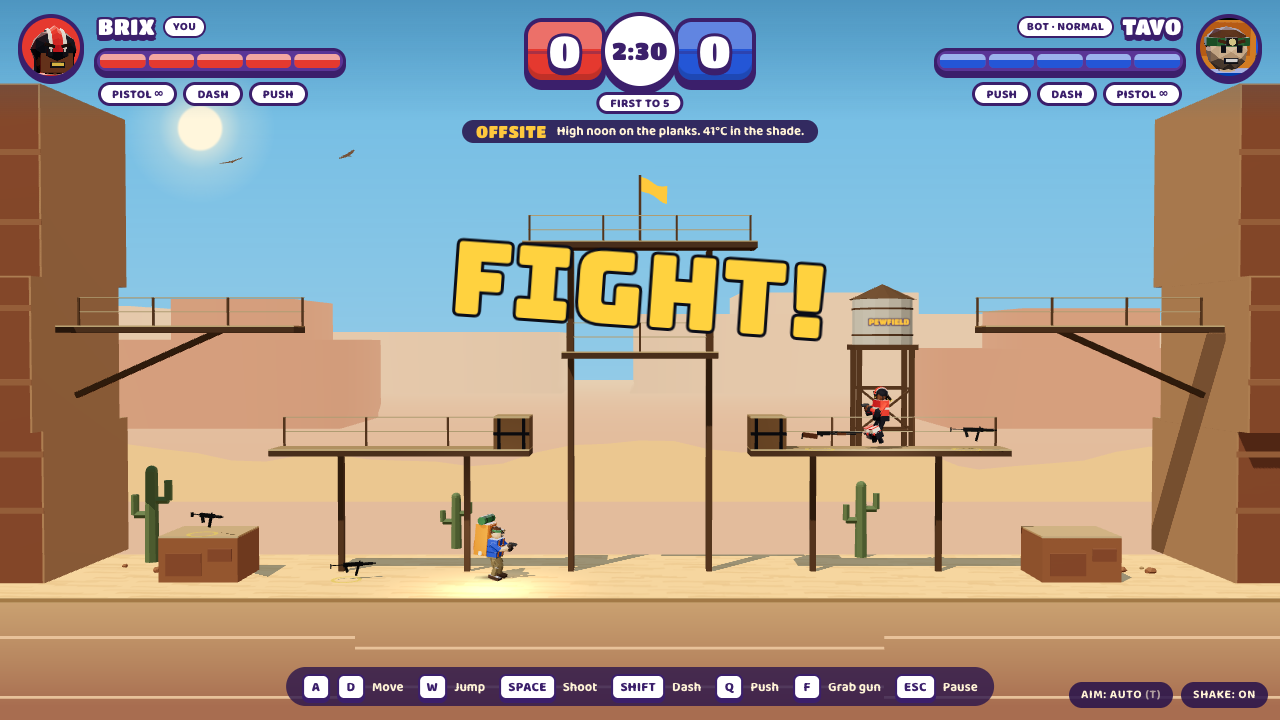 BRIX YOU
PISTOL ∞ DASH PUSH
0 2:30 0
FIRST TO 5
BOT · NORMAL TAVO
PUSH DASH PISTOL ∞
OFFSITE High noon on the planks. 41°C in the shade.
FIGHT!
PEWFIELD
A D Move W Jump SPACE Shoot SHIFT Dash Q Push F Grab gun ESC Pause
AIM: AUTO (T) SHAKE: ON